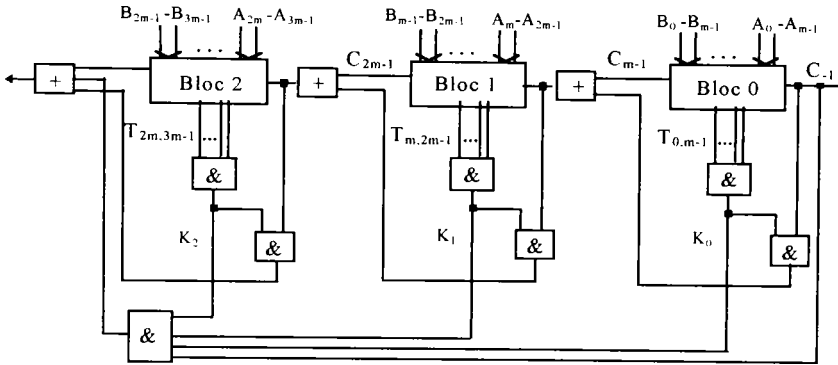 B2m-1-B3m-1 A2m-A3m-1 Bm-1-B2m-1 Am-A2m-1 B0-Bm-1 A0-Am-1
... ... ...
+ Bloc 2 + C2m-1 Bloc 1 + Cm-1 Bloc 0 C-1
T2m,3m-1 ... Tm,2m-1 ... T0,m-1 ...
& & &
K2 & K1 & K0 &
&